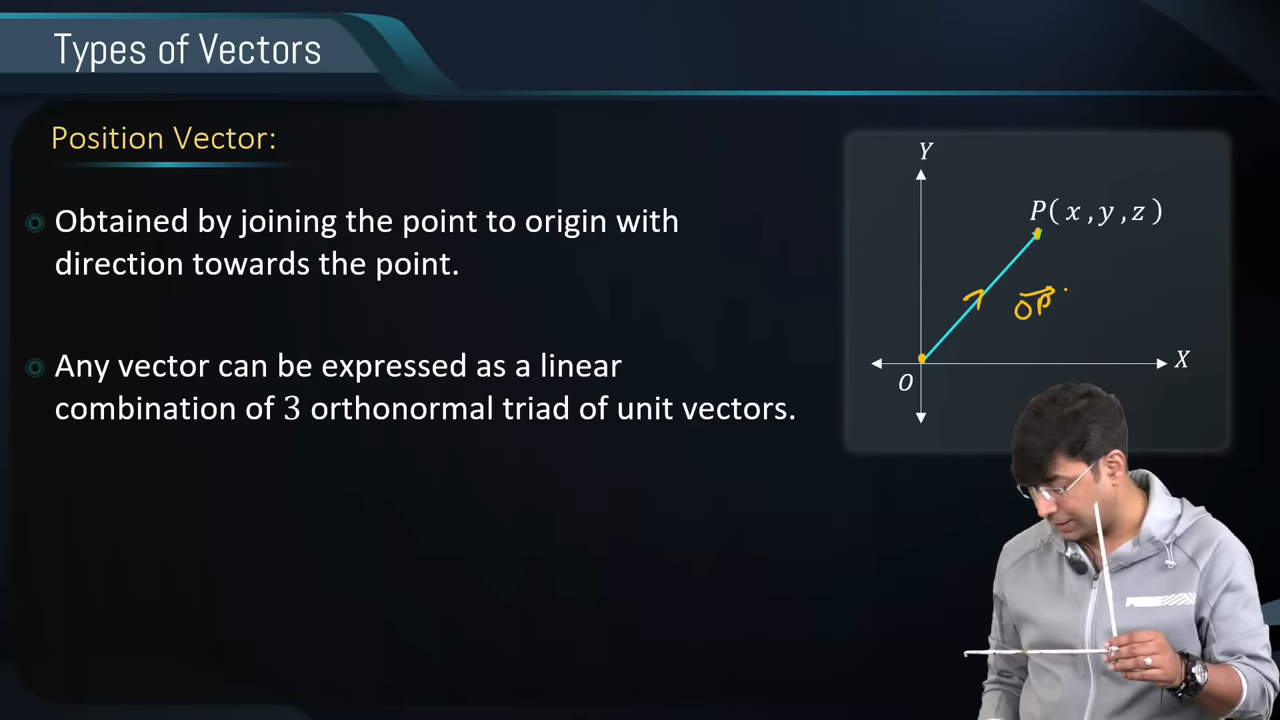 Types of Vectors
Position Vector:
Obtained by joining the point to origin with
direction towards the point.
Any vector can be expressed as a linear
combination of 3 orthonormal triad of unit vectors.
Y
P( x , y , z )
OP
X
O